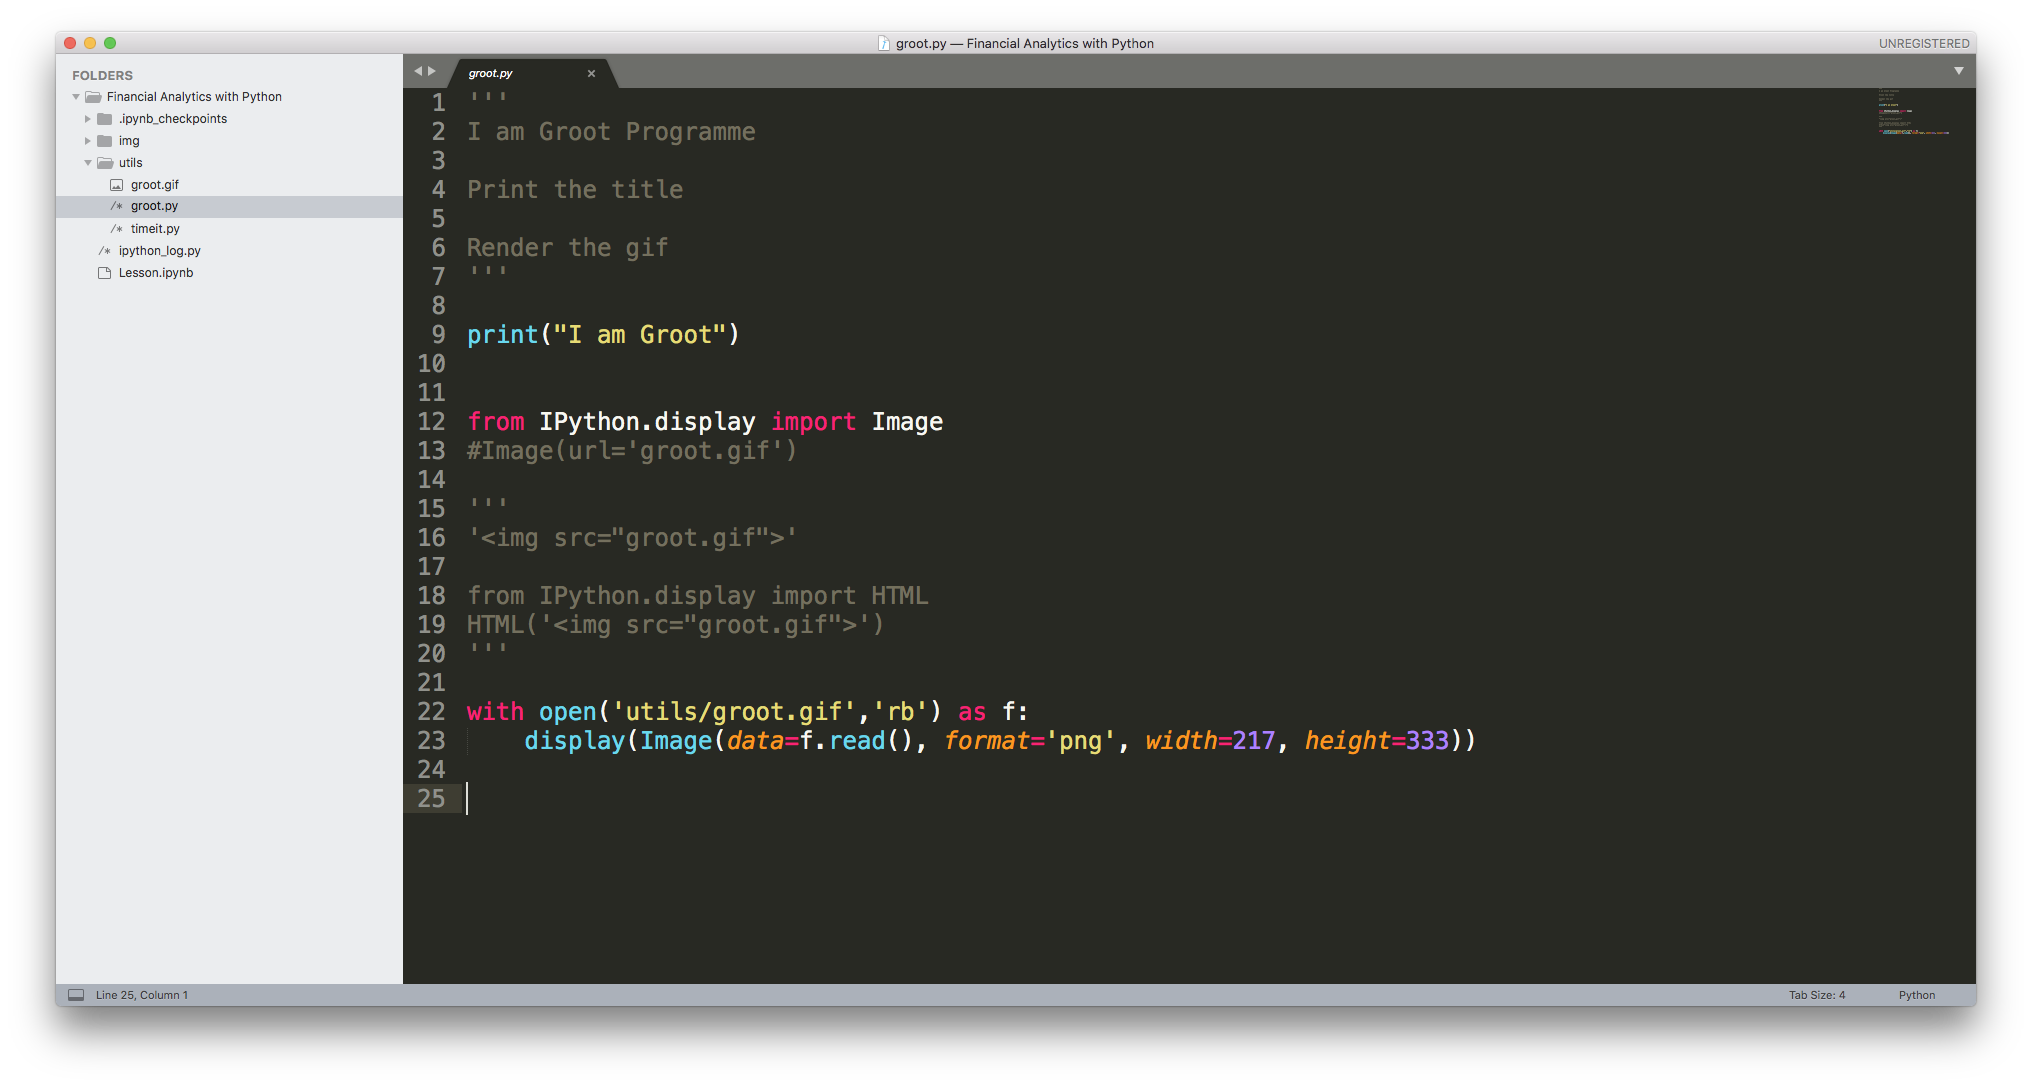 groot.py — Financial Analytics with Python
UNREGISTERED
FOLDERS
Financial Analytics with Python
.ipynb_checkpoints
img
utils
groot.gif
/* groot.py
/* timeit.py
/* ipython_log.py
Lesson.ipynb
groot.py ×
1 '''
2 I am Groot Programme
3
4 Print the title
5
6 Render the gif
7 '''
8
9 print("I am Groot")
10
11
12 from IPython.display import Image
13 #Image(url='groot.gif')
14
15 '''
16 '<img src="groot.gif">'
17
18 from IPython.display import HTML
19 HTML('<img src="groot.gif">')
20 '''
21
22 with open('utils/groot.gif','rb') as f:
23     display(Image(data=f.read(), format='png', width=217, height=333))
24
25
Line 25, Column 1
Tab Size: 4
Python